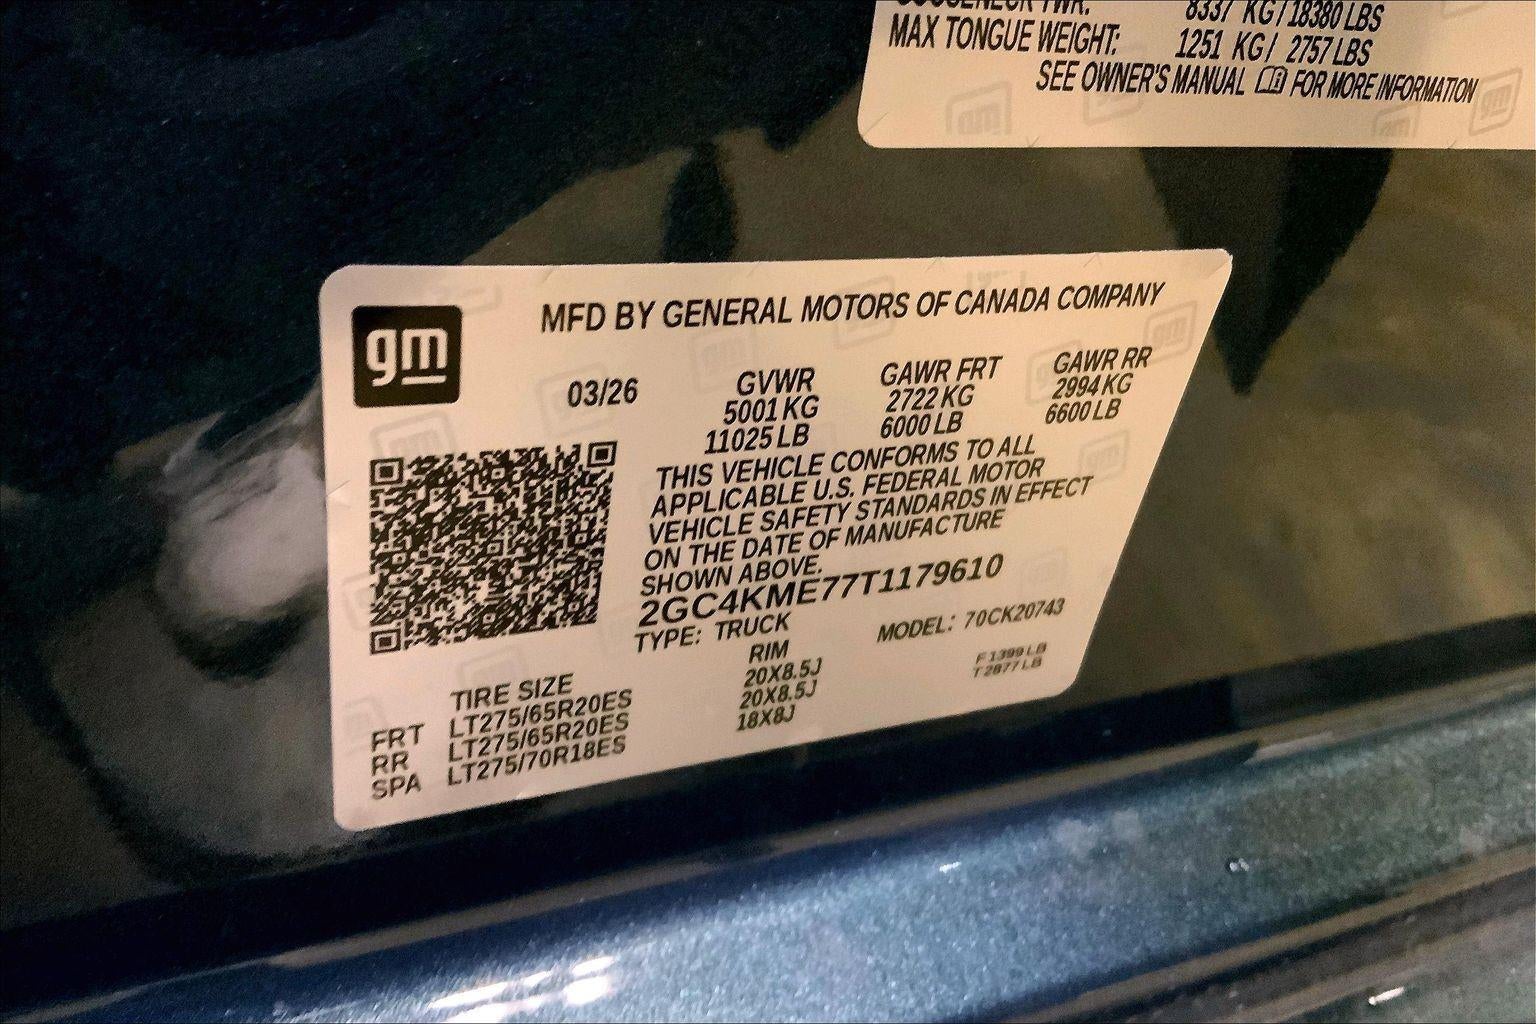 GOOSENECK TWR: 8337 KG/18380 LBS
MAX TONGUE WEIGHT: 1251 KG/ 2757 LBS
SEE OWNER'S MANUAL FOR MORE INFORMATION
gm
MFD BY GENERAL MOTORS OF CANADA COMPANY
03/26 GVWR GAWR FRT GAWR RR
5001 KG 2722 KG 2994 KG
11025 LB 6000 LB 6600 LB
THIS VEHICLE CONFORMS TO ALL
APPLICABLE U.S. FEDERAL MOTOR
VEHICLE SAFETY STANDARDS IN EFFECT
ON THE DATE OF MANUFACTURE
SHOWN ABOVE.
2GC4KME77T1179610
TYPE: TRUCK MODEL: 70CK20743
TIRE SIZE RIM F 1399 LB
T 2877 LB
FRT LT275/65R20ES 20X8.5J
RR LT275/65R20ES 20X8.5J
SPA LT275/70R18ES 18X8J